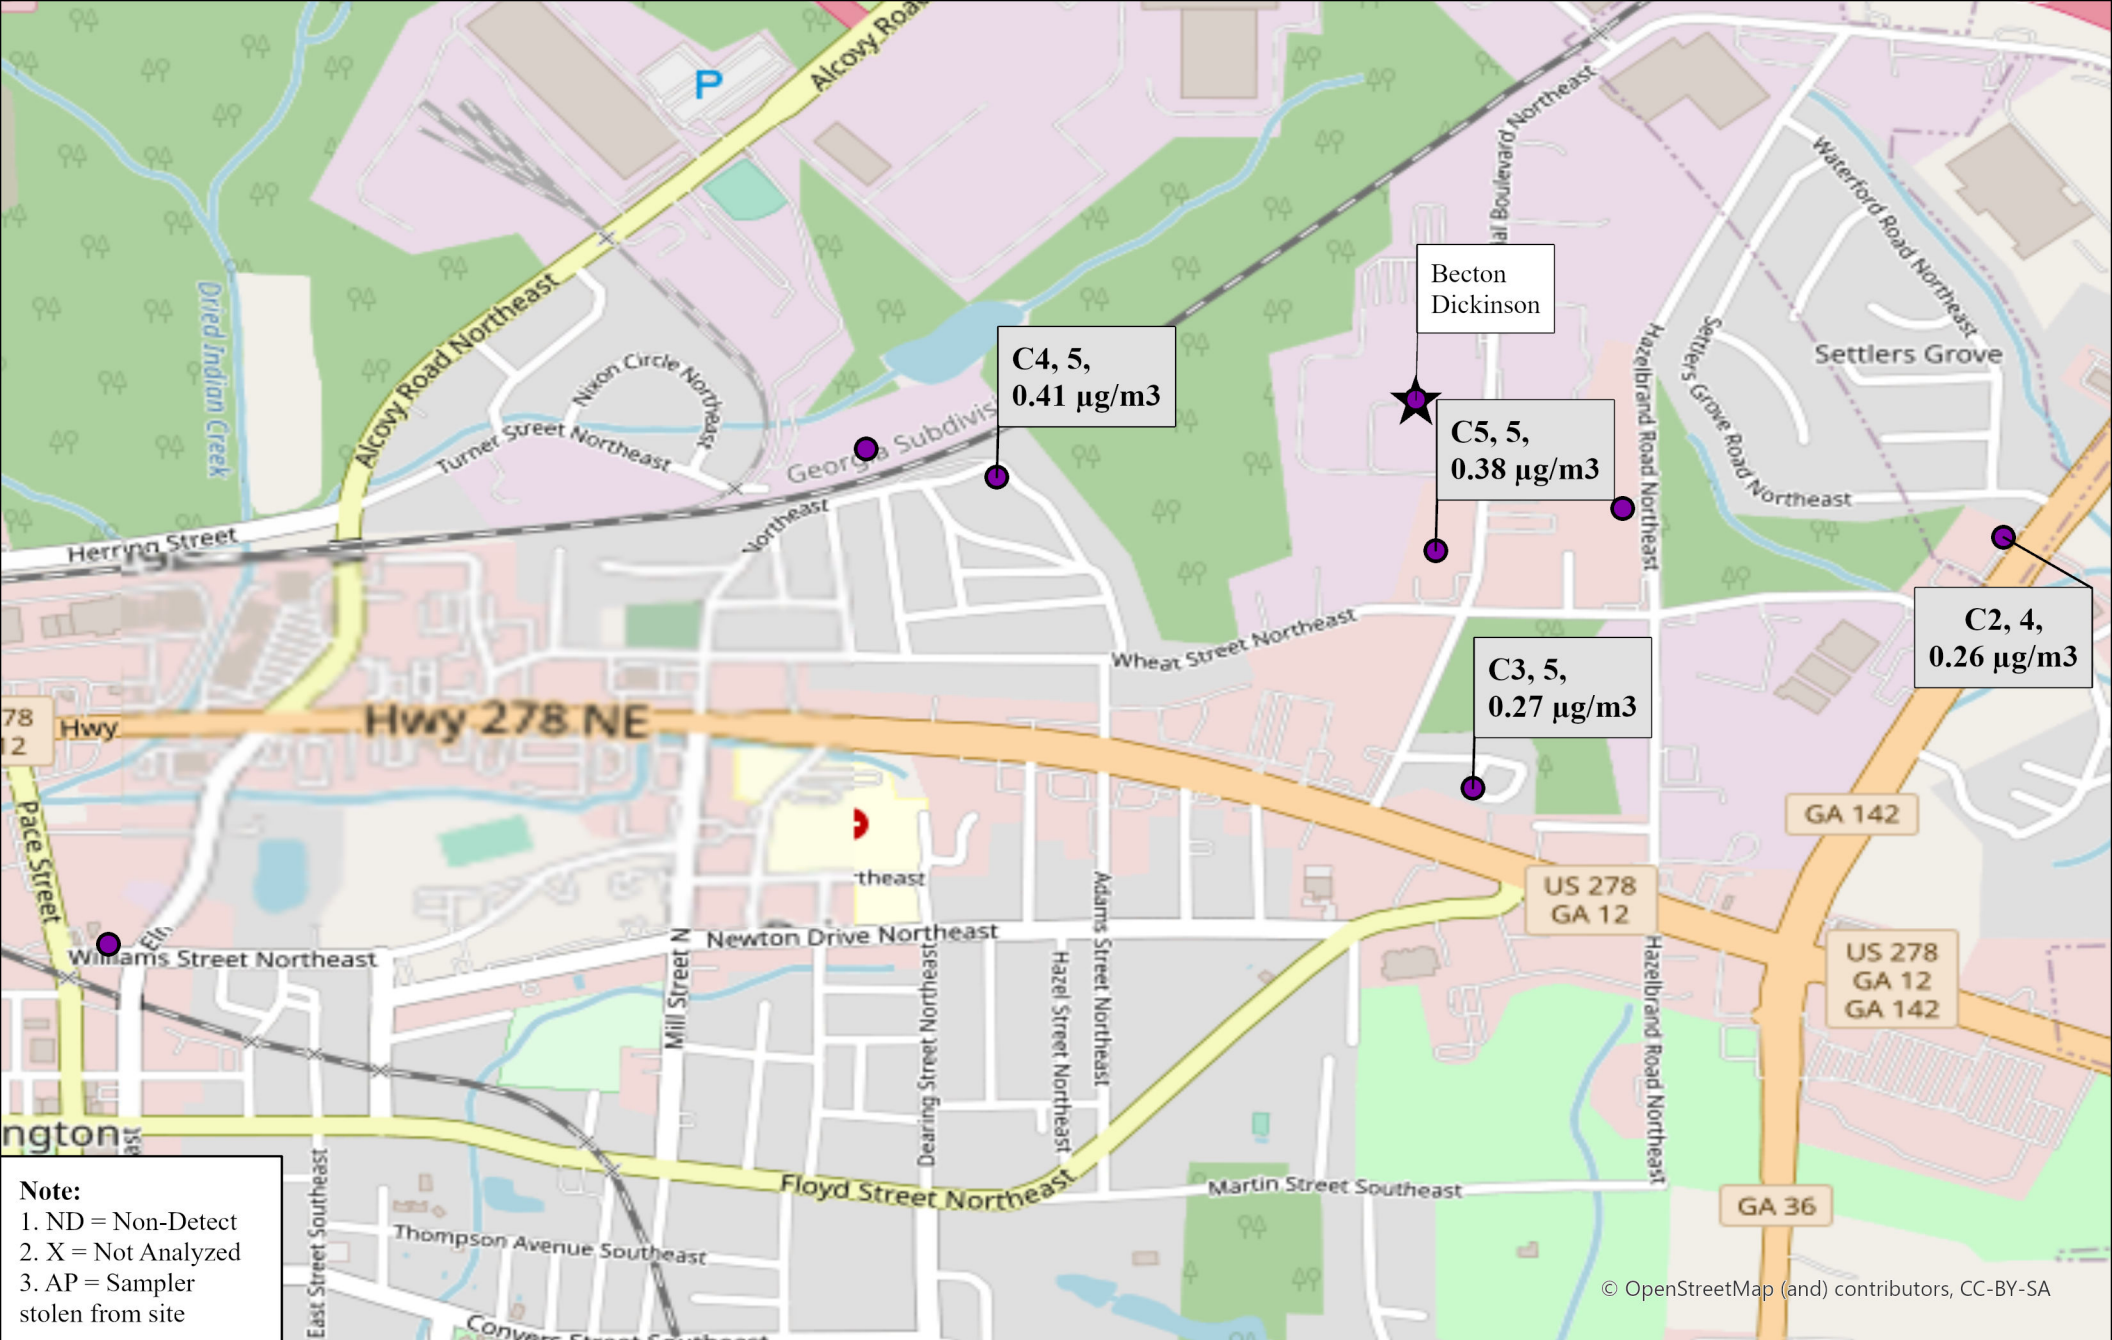 Alcovy Road
P
Alcovy Road Northeast
Dried Indian Creek
Nixon Circle Northeast
Turner Street Northeast
Herring Street
Georgia Subdivis
Northeast
C4, 5,
0.41 µg/m3
Becton
Dickinson
ial Boulevard Northeast
C5, 5,
0.38 µg/m3
Hazelbrand Road Northeast
Waterford Road Northeast
Settlers Grove
Settlers Grove Road Northeast
C2, 4,
0.26 µg/m3
Wheat Street Northeast
C3, 5,
0.27 µg/m3
78
12
Hwy
Hwy 278 NE
Pace Street
rtheast
Elm
Williams Street Northeast
Newton Drive Northeast
Mill Street N
Dearing Street Northeast
Hazel Street Northeast
Adams Street Northeast
GA 142
US 278
GA 12
US 278
GA 12
GA 142
Hazelbrand Road Northeast
GA 36
ngton
ast
East Street Southeast
Floyd Street Northeast
Martin Street Southeast
Thompson Avenue Southeast
Conyers Street Southeast
Note:
1. ND = Non-Detect
2. X = Not Analyzed
3. AP = Sampler
stolen from site
© OpenStreetMap (and) contributors, CC-BY-SA